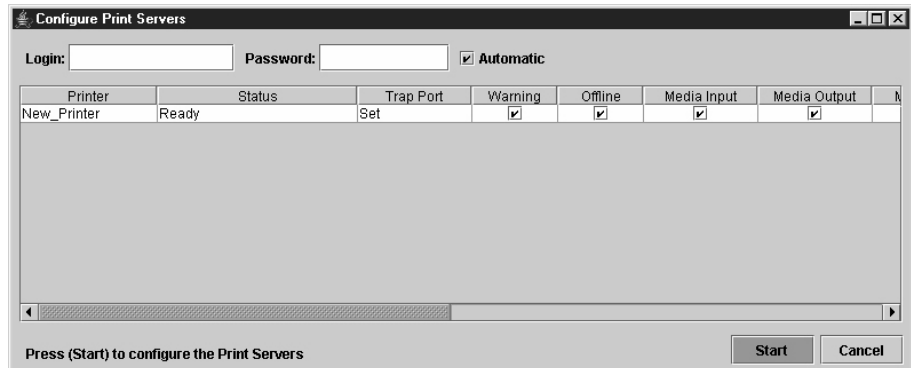 Configure Print Servers
Login: Password: Automatic
Printer Status Trap Port Warning Offline Media Input Media Output
New_Printer Ready Set
Press (Start) to configure the Print Servers Start Cancel